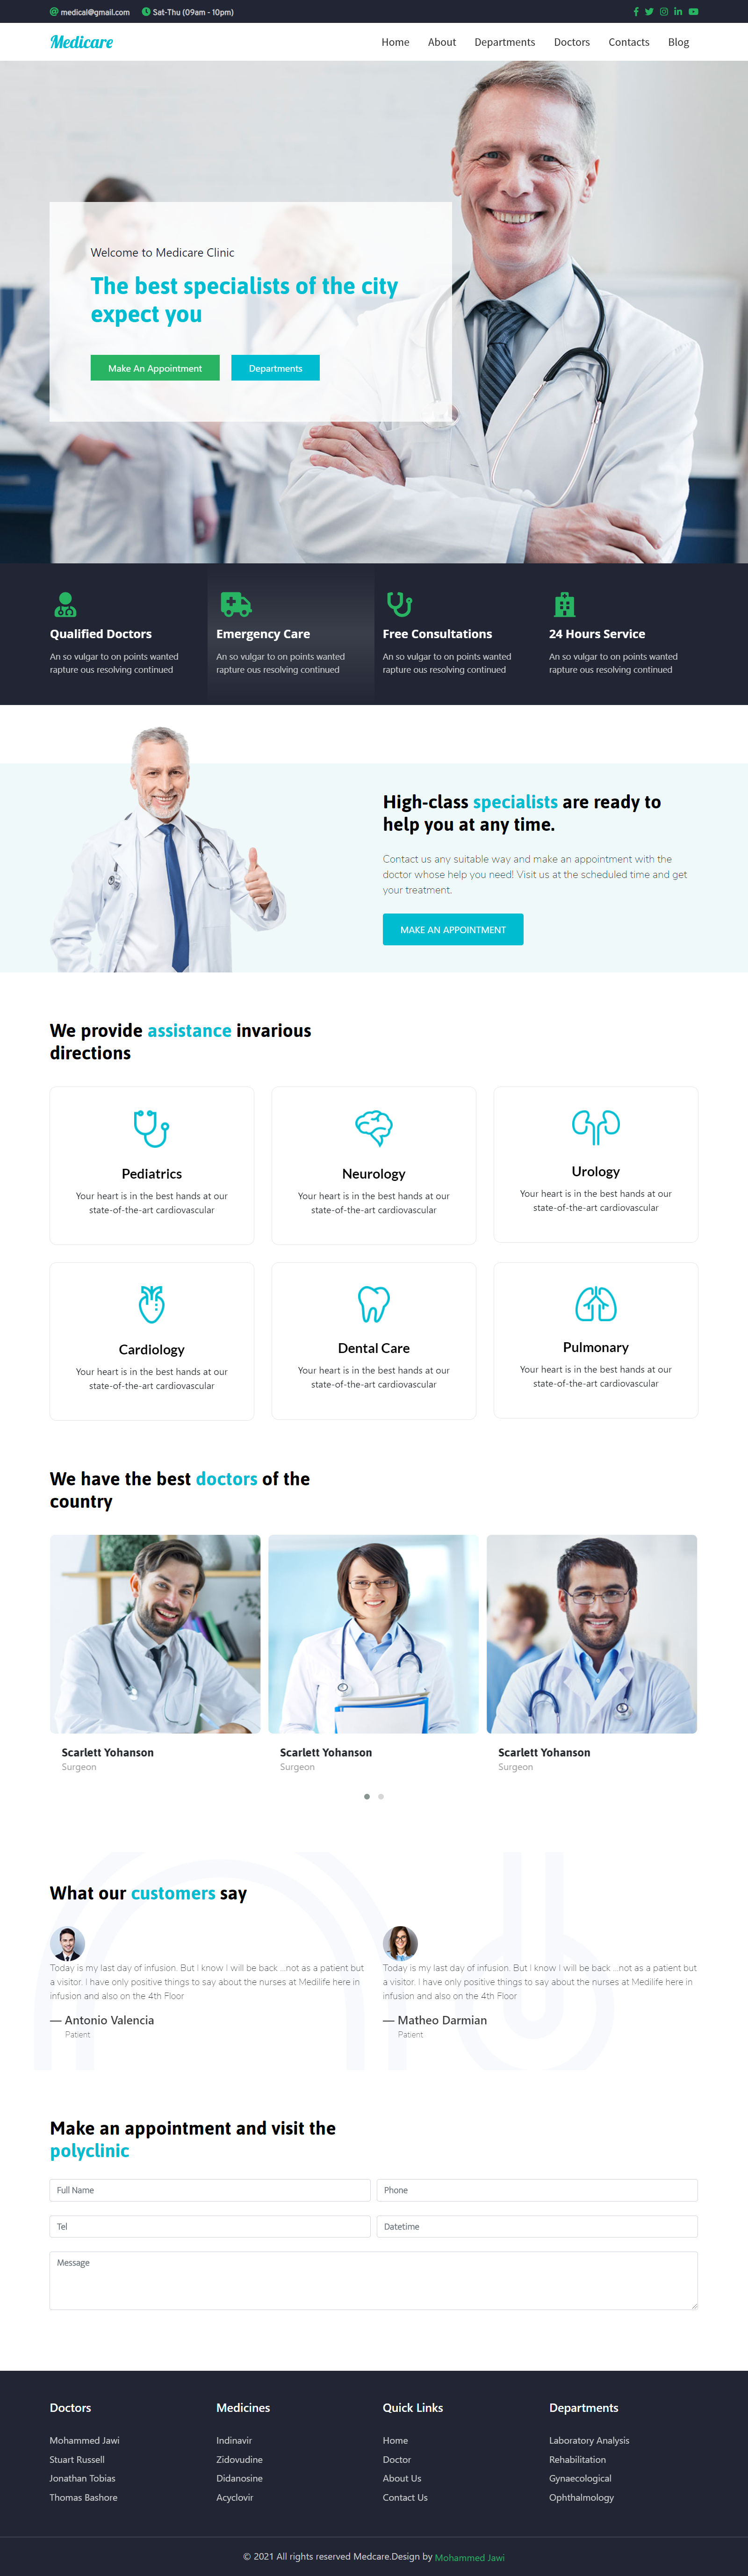 medical@gmail.com Sat-Thu (09am - 10pm)
Medicare Home About Departments Doctors Contacts Blog
Welcome to Medicare Clinic
The best specialists of the city
expect you
Make An Appointment Departments
Qualified Doctors
An so vulgar to on points wanted
rapture ous resolving continued
Emergency Care
An so vulgar to on points wanted
rapture ous resolving continued
Free Consultations
An so vulgar to on points wanted
rapture ous resolving continued
24 Hours Service
An so vulgar to on points wanted
rapture ous resolving continued
High-class specialists are ready to
help you at any time.
Contact us any suitable way and make an appointment with the
doctor whose help you need! Visit us at the scheduled time and get
your treatment.
MAKE AN APPOINTMENT
We provide assistance invarious
directions
Pediatrics
Your heart is in the best hands at our
state-of-the-art cardiovascular
Neurology
Your heart is in the best hands at our
state-of-the-art cardiovascular
Urology
Your heart is in the best hands at our
state-of-the-art cardiovascular
Cardiology
Your heart is in the best hands at our
state-of-the-art cardiovascular
Dental Care
Your heart is in the best hands at our
state-of-the-art cardiovascular
Pulmonary
Your heart is in the best hands at our
state-of-the-art cardiovascular
We have the best doctors of the
country
Scarlett Yohanson
Surgeon
Scarlett Yohanson
Surgeon
Scarlett Yohanson
Surgeon
What our customers say
Today is my last day of infusion. But I know I will be back ...not as a patient but
a visitor. I have only positive things to say about the nurses at Medilife here in
infusion and also on the 4th Floor
— Antonio Valencia
Patient
Today is my last day of infusion. But I know I will be back ...not as a patient but
a visitor. I have only positive things to say about the nurses at Medilife here in
infusion and also on the 4th Floor
— Matheo Darmian
Patient
Make an appointment and visit the
polyclinic
Full Name Phone
Tel Datetime
Message
Doctors
Mohammed Jawi
Stuart Russell
Jonathan Tobias
Thomas Bashore
Medicines
Indinavir
Zidovudine
Didanosine
Acyclovir
Quick Links
Home
Doctor
About Us
Contact Us
Departments
Laboratory Analysis
Rehabilitation
Gynaecological
Ophthalmology
© 2021 All rights reserved Medcare.Design by Mohammed Jawi